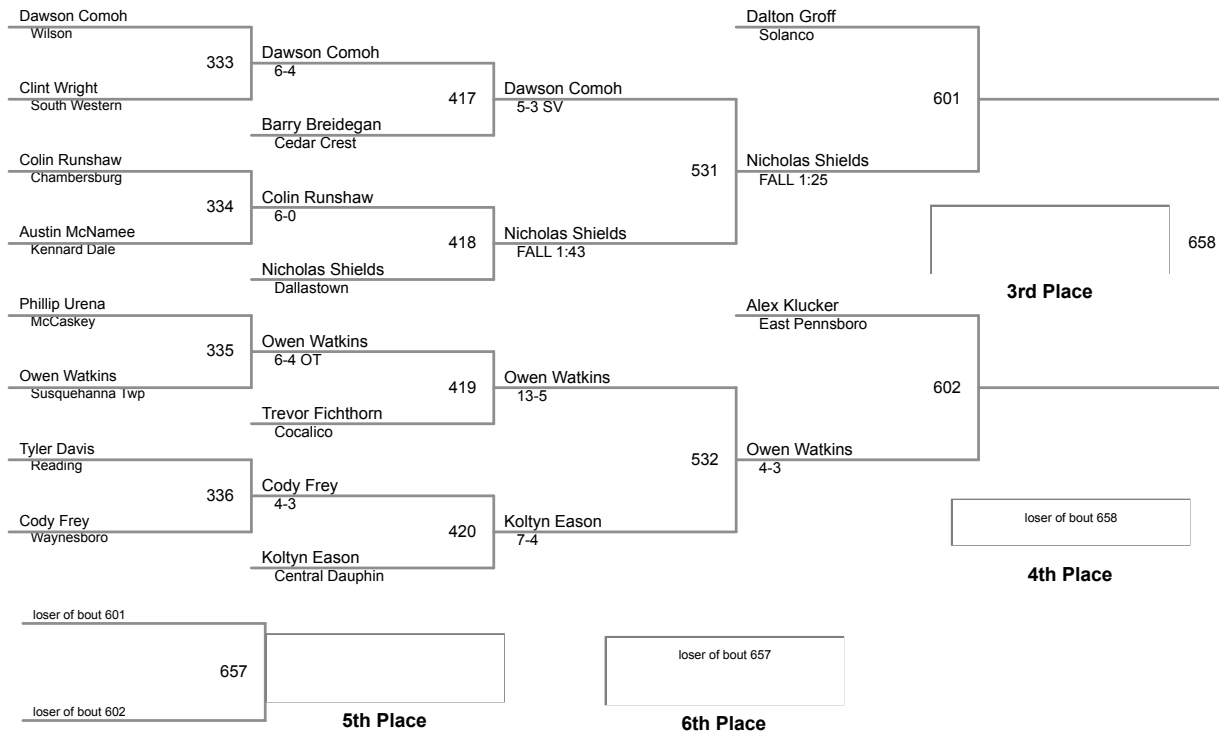 Dawson Comoh
Wilson
333
Clint Wright
South Western
Colin Runshaw
Chambersburg
334
Austin McNamee
Kennard Dale
Phillip Urena
McCaskey
335
Owen Watkins
Susquehanna Twp
Tyler Davis
Reading
336
Cody Frey
Waynesboro
Dawson Comoh
6-4
417
Barry Breidegan
Cedar Crest
Colin Runshaw
6-0
418
Nicholas Shields
Dallastown
Owen Watkins
6-4 OT
419
Trevor Fichthorn
Cocalico
Cody Frey
4-3
420
Koltyn Eason
Central Dauphin
Dawson Comoh
5-3 SV
531
Nicholas Shields
FALL 1:43
Owen Watkins
13-5
532
Koltyn Eason
7-4
Dalton Groff
Solanco
601
Nicholas Shields
FALL 1:25
658
3rd Place
Alex Klucker
East Pennsboro
602
Owen Watkins
4-3
loser of bout 658
4th Place
loser of bout 601
657
loser of bout 602
5th Place
loser of bout 657
6th Place